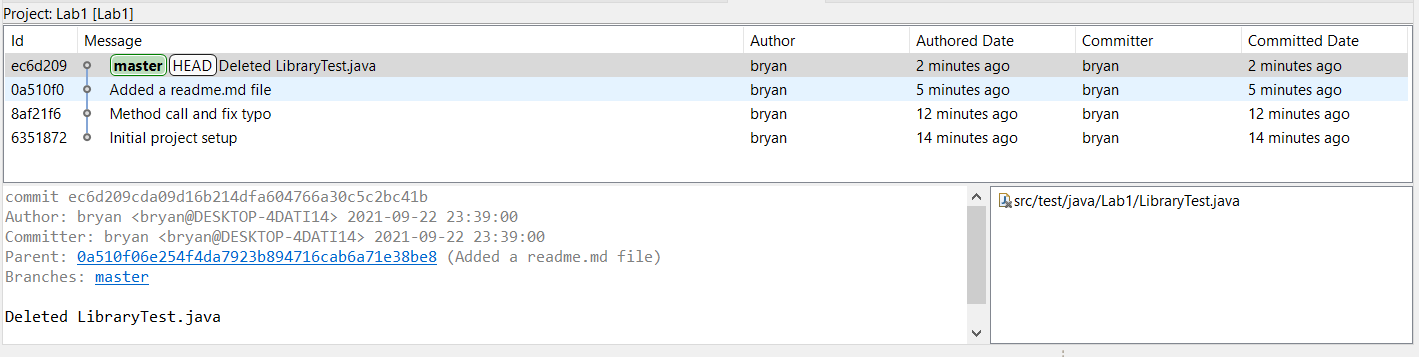 Project: Lab1 [Lab1]
Id Message Author Authored Date Committer Committed Date
ec6d209 master HEAD Deleted LibraryTest.java bryan 2 minutes ago bryan 2 minutes ago
0a510f0 Added a readme.md file bryan 5 minutes ago bryan 5 minutes ago
8af21f6 Method call and fix typo bryan 12 minutes ago bryan 12 minutes ago
6351872 Initial project setup bryan 14 minutes ago bryan 14 minutes ago
commit ec6d209cda09d16b214dfa604766a30c5c2bc41b
Author: bryan <bryan@DESKTOP-4DATI14> 2021-09-22 23:39:00
Committer: bryan <bryan@DESKTOP-4DATI14> 2021-09-22 23:39:00
Parent: 0a510f06e254f4da7923b894716cab6a71e38be8 (Added a readme.md file)
Branches: master
Deleted LibraryTest.java
src/test/java/Lab1/LibraryTest.java